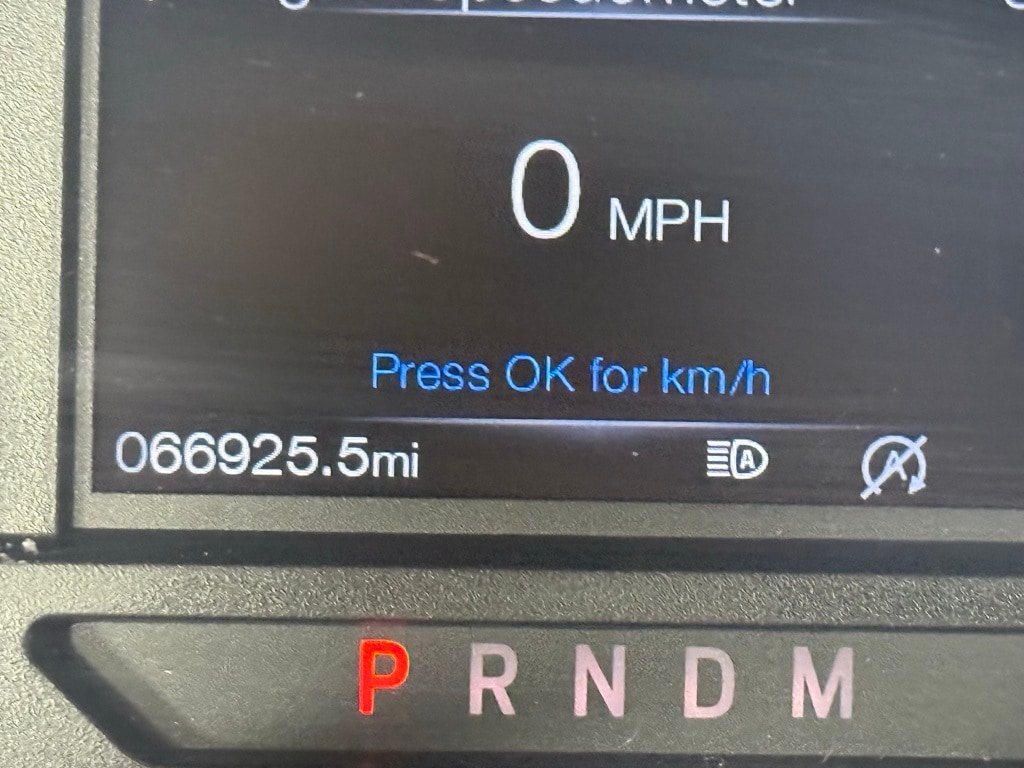 0 MPH
Press OK for km/h
066925.5mi
A
A
P R N D M